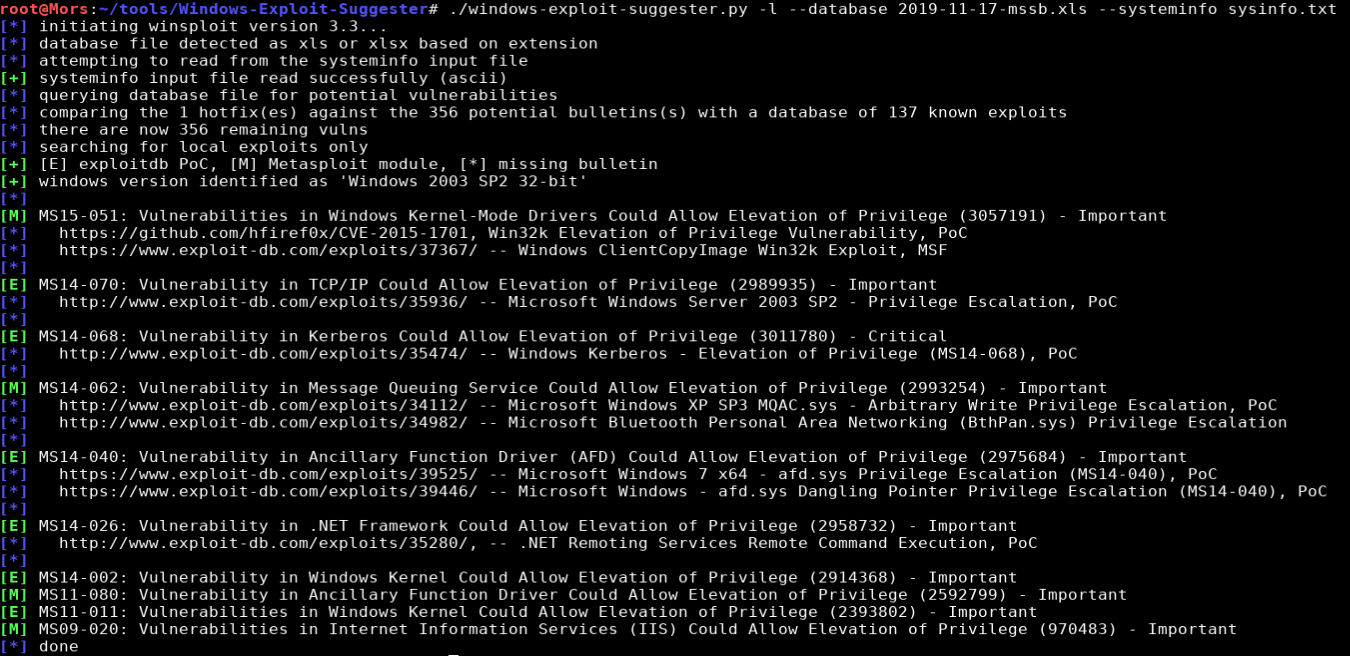 root@Mors:~/tools/Windows-Exploit-Suggester# ./windows-exploit-suggester.py -l --database 2019-11-17-mssb.xls --systeminfo sysinfo.txt
[*] initiating winsploit version 3.3...
[*] database file detected as xls or xlsx based on extension
[*] attempting to read from the systeminfo input file
[+] systeminfo input file read successfully (ascii)
[*] querying database file for potential vulnerabilities
[*] comparing the 1 hotfix(es) against the 356 potential bulletins(s) with a database of 137 known exploits
[*] there are now 356 remaining vulns
[*] searching for local exploits only
[+] [E] exploitdb PoC, [M] Metasploit module, [*] missing bulletin
[+] windows version identified as 'Windows 2003 SP2 32-bit'
[*]
[M] MS15-051: Vulnerabilities in Windows Kernel-Mode Drivers Could Allow Elevation of Privilege (3057191) - Important
[*]   https://github.com/hfiref0x/CVE-2015-1701, Win32k Elevation of Privilege Vulnerability, PoC
[*]   https://www.exploit-db.com/exploits/37367/ -- Windows ClientCopyImage Win32k Exploit, MSF
[*]
[E] MS14-070: Vulnerability in TCP/IP Could Allow Elevation of Privilege (2989935) - Important
[*]   http://www.exploit-db.com/exploits/35936/ -- Microsoft Windows Server 2003 SP2 - Privilege Escalation, PoC
[*]
[E] MS14-068: Vulnerability in Kerberos Could Allow Elevation of Privilege (3011780) - Critical
[*]   http://www.exploit-db.com/exploits/35474/ -- Windows Kerberos - Elevation of Privilege (MS14-068), PoC
[*]
[M] MS14-062: Vulnerability in Message Queuing Service Could Allow Elevation of Privilege (2993254) - Important
[*]   http://www.exploit-db.com/exploits/34112/ -- Microsoft Windows XP SP3 MQAC.sys - Arbitrary Write Privilege Escalation, PoC
[*]   http://www.exploit-db.com/exploits/34982/ -- Microsoft Bluetooth Personal Area Networking (BthPan.sys) Privilege Escalation
[*]
[E] MS14-040: Vulnerability in Ancillary Function Driver (AFD) Could Allow Elevation of Privilege (2975684) - Important
[*]   https://www.exploit-db.com/exploits/39525/ -- Microsoft Windows 7 x64 - afd.sys Privilege Escalation (MS14-040), PoC
[*]   https://www.exploit-db.com/exploits/39446/ -- Microsoft Windows - afd.sys Dangling Pointer Privilege Escalation (MS14-040), PoC
[*]
[E] MS14-026: Vulnerability in .NET Framework Could Allow Elevation of Privilege (2958732) - Important
[*]   http://www.exploit-db.com/exploits/35280/, -- .NET Remoting Services Remote Command Execution, PoC
[*]
[E] MS14-002: Vulnerability in Windows Kernel Could Allow Elevation of Privilege (2914368) - Important
[M] MS11-080: Vulnerability in Ancillary Function Driver Could Allow Elevation of Privilege (2592799) - Important
[E] MS11-011: Vulnerabilities in Windows Kernel Could Allow Elevation of Privilege (2393802) - Important
[M] MS09-020: Vulnerabilities in Internet Information Services (IIS) Could Allow Elevation of Privilege (970483) - Important
[*] done